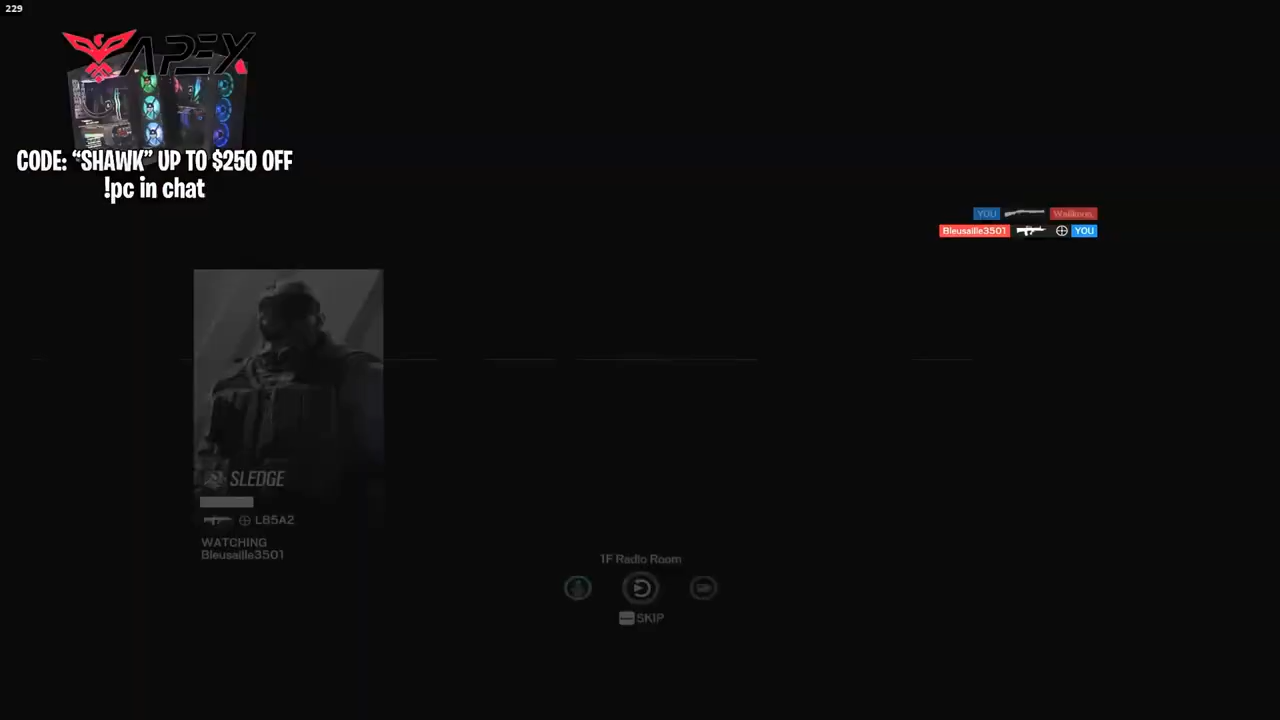 229
APEX
CODE: “SHAWK” UP TO $250 OFF
!pc in chat
YOU
Bleusaille3501 YOU
SLEDGE
L85A2
WATCHING
Bleusaille3501
1F Radio Room
SKIP